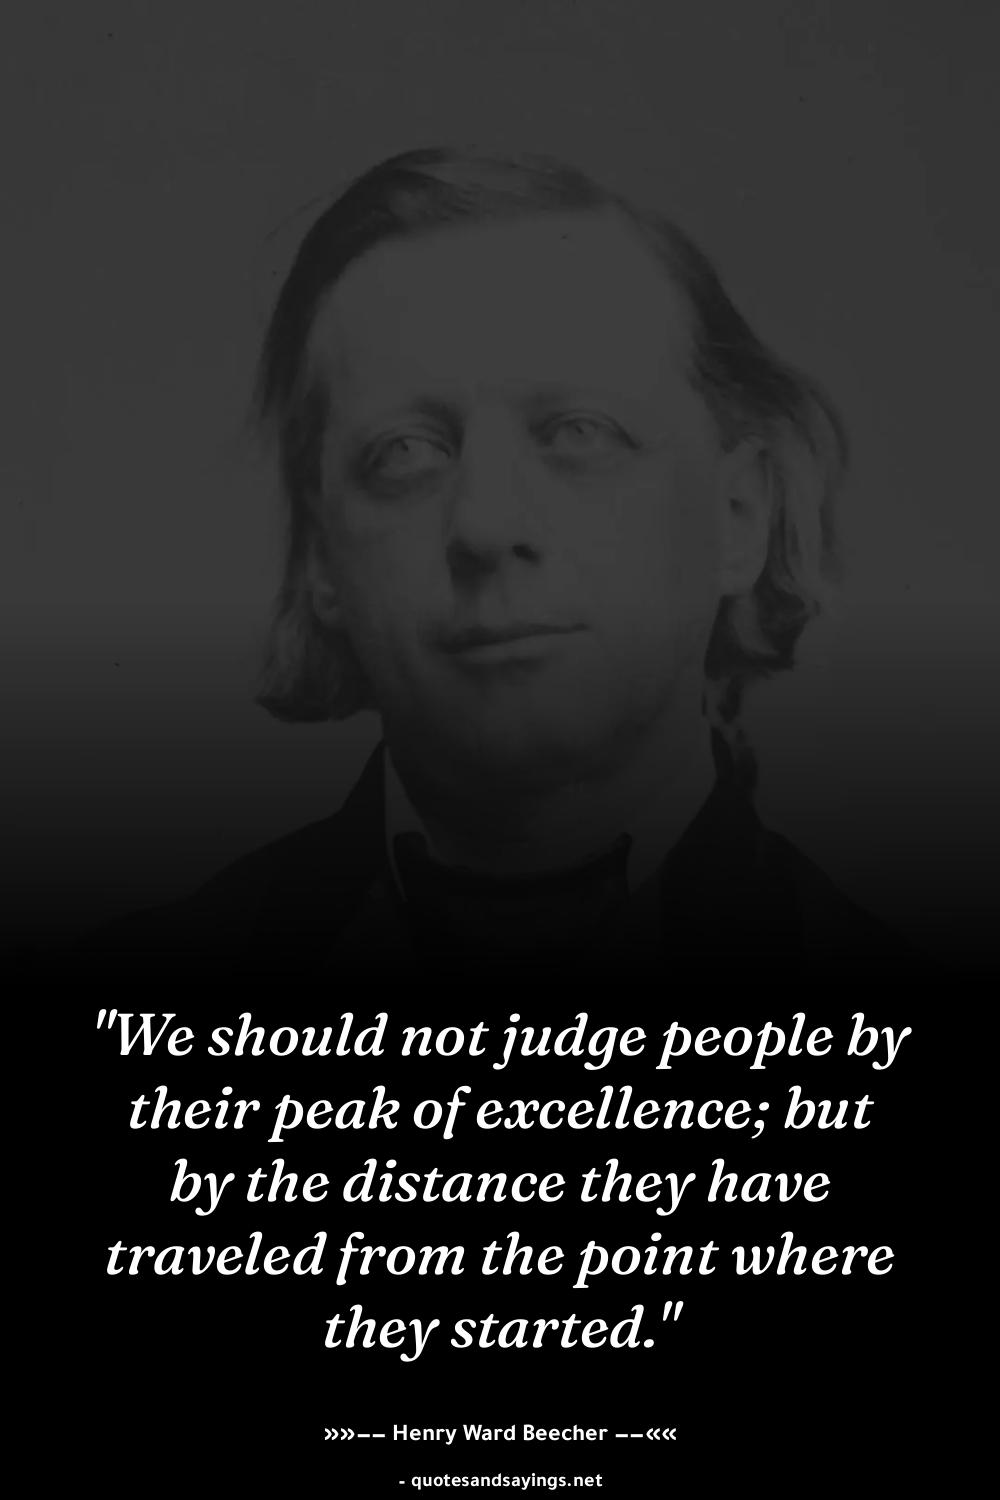 "We should not judge people by
their peak of excellence; but
by the distance they have
traveled from the point where
they started."
»»-- Henry Ward Beecher --««
- quotesandsayings.net